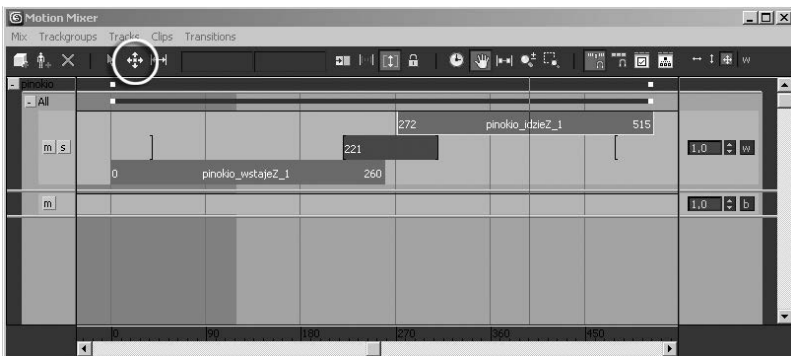 Motion Mixer
Mix Trackgroups Tracks Clips Transitions
w
pinokio
All
272 pinokio_idzieZ_1 515
m s 221 1,0 w
0 pinokio_wstajeZ_1 260
m 1,0 b
0 90 180 270 360 450